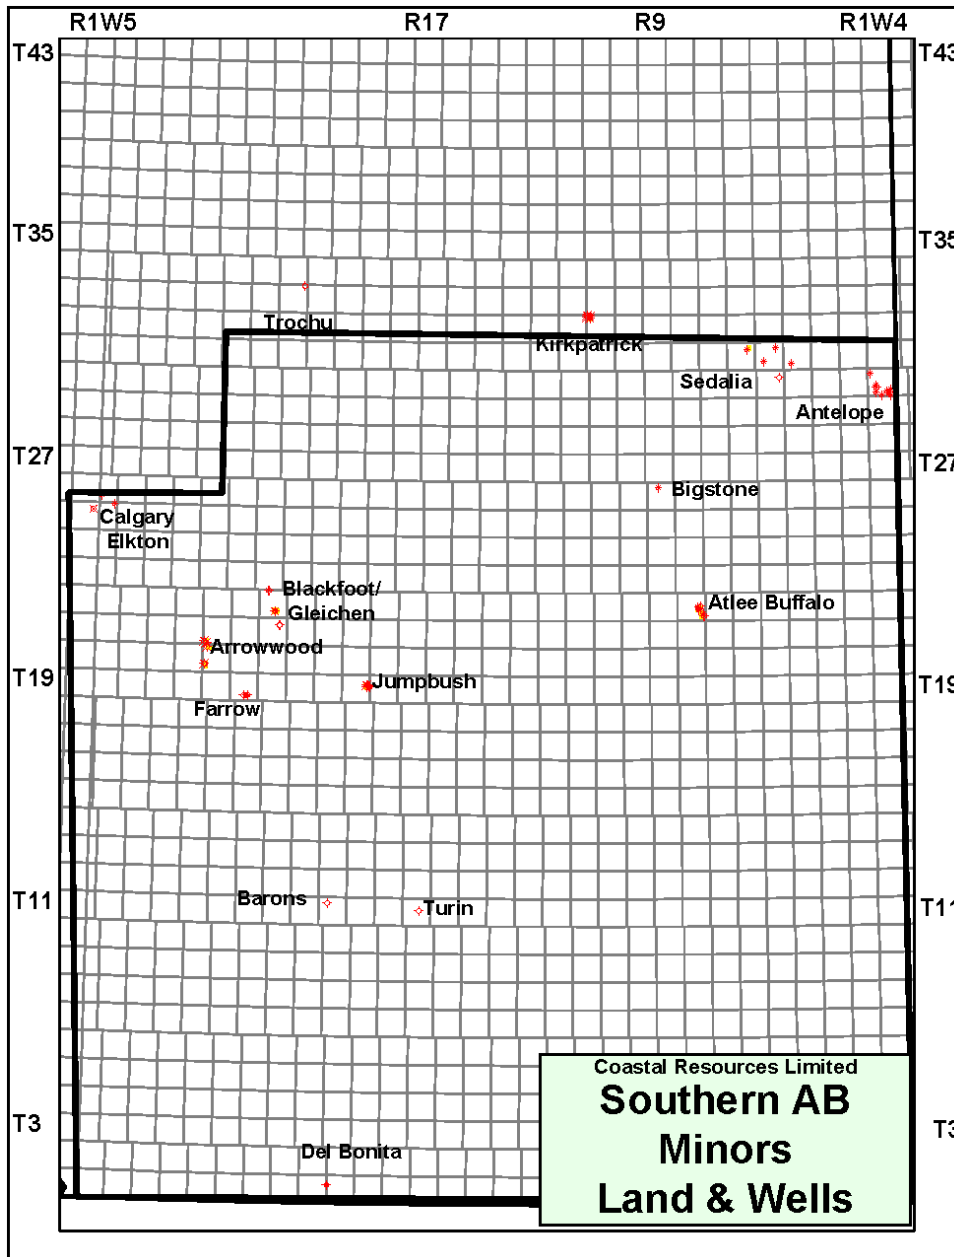 R1W5 R17 R9 R1W4
T43 T43
T35 T35
Trochu
Kirkpatrick
Sedalia
Antelope
T27 T27
Bigstone
Calgary
Elkton
Blackfoot/
Gleichen
Atlee Buffalo
Arrowwood
T19 T19
Jumpbush
Farrow
Barons
T11 T11
Turin
Coastal Resources Limited
Southern AB
Minors
Land & Wells
T3 T3
Del Bonita